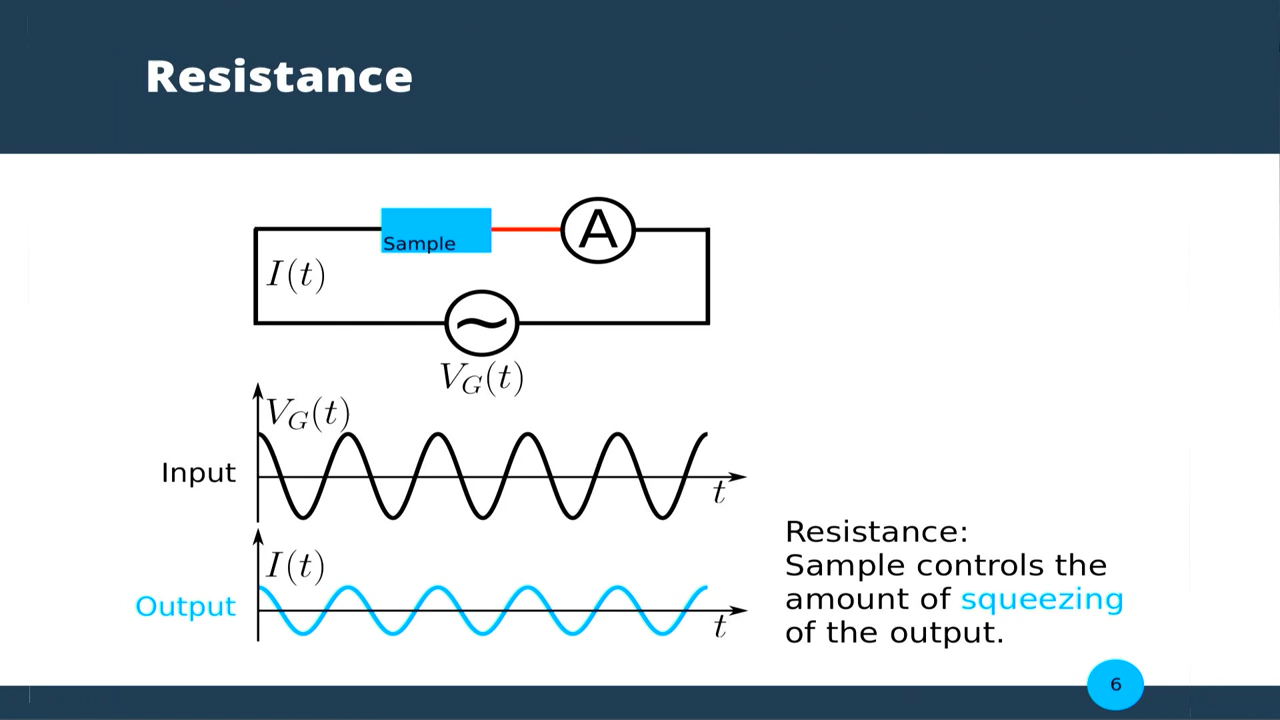 Resistance
Sample
A
I(t)
~
V_G(t)
V_G(t)
Input
t
I(t)
Output
t
Resistance:
Sample controls the
amount of squeezing
of the output.
6